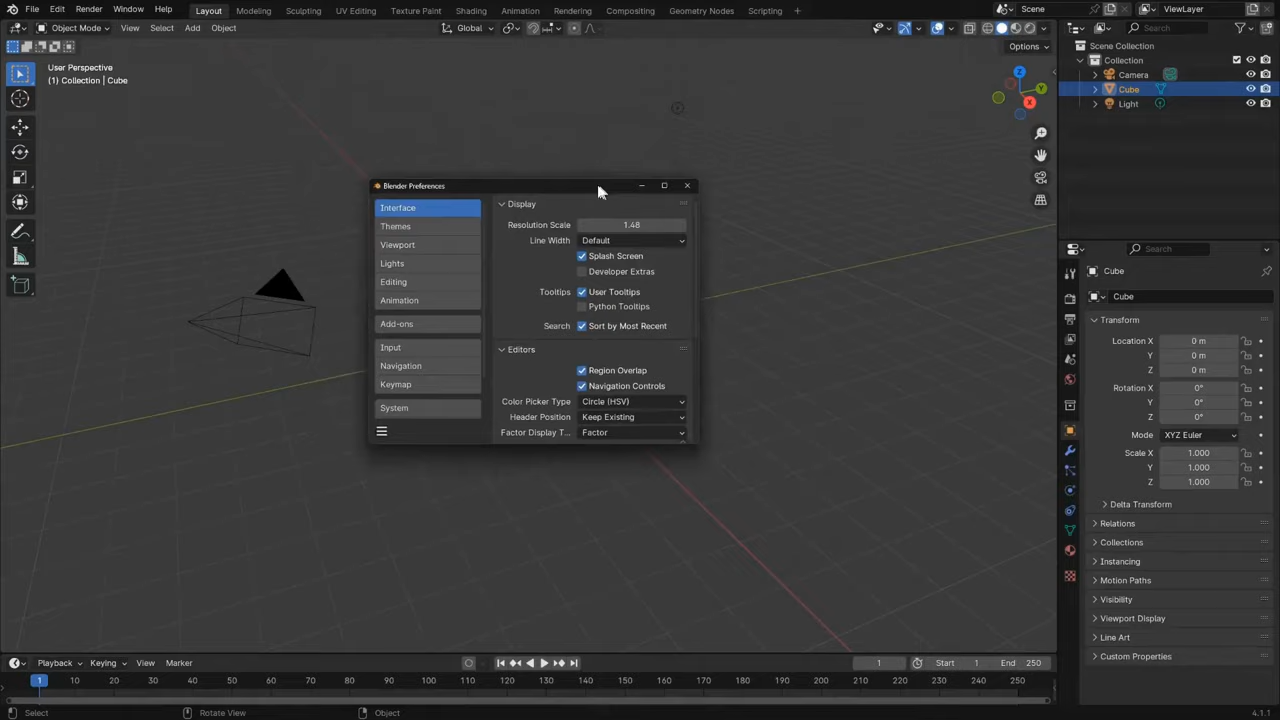 File Edit Render Window Help Layout Modeling Sculpting UV Editing Texture Paint Shading Animation Rendering Compositing Geometry Nodes Scripting Scene ViewLayer
Object Mode View Select Add Object Global Search
Options
User Perspective
(1) Collection | Cube
Scene Collection
Collection
Camera
Cube
Light
Z
Y
X
Blender Preferences
Interface
Themes
Viewport
Lights
Editing
Animation
Add-ons
Input
Navigation
Keymap
System
Display
Resolution Scale 1.48
Line Width Default
Splash Screen
Developer Extras
Tooltips User Tooltips
Python Tooltips
Search Sort by Most Recent
Editors
Region Overlap
Navigation Controls
Color Picker Type Circle (HSV)
Header Position Keep Existing
Factor Display T... Factor
Search
Cube
Cube
Transform
Location X 0 m
Y 0 m
Z 0 m
Rotation X 0°
Y 0°
Z 0°
Mode XYZ Euler
Scale X 1.000
Y 1.000
Z 1.000
Delta Transform
Relations
Collections
Instancing
Motion Paths
Visibility
Viewport Display
Line Art
Custom Properties
Playback Keying View Marker 1 Start 1 End 250
1 10 20 30 40 50 60 70 80 90 100 110 120 130 140 150 160 170 180 190 200 210 220 230 240 250
Select Rotate View Object 4.1.1